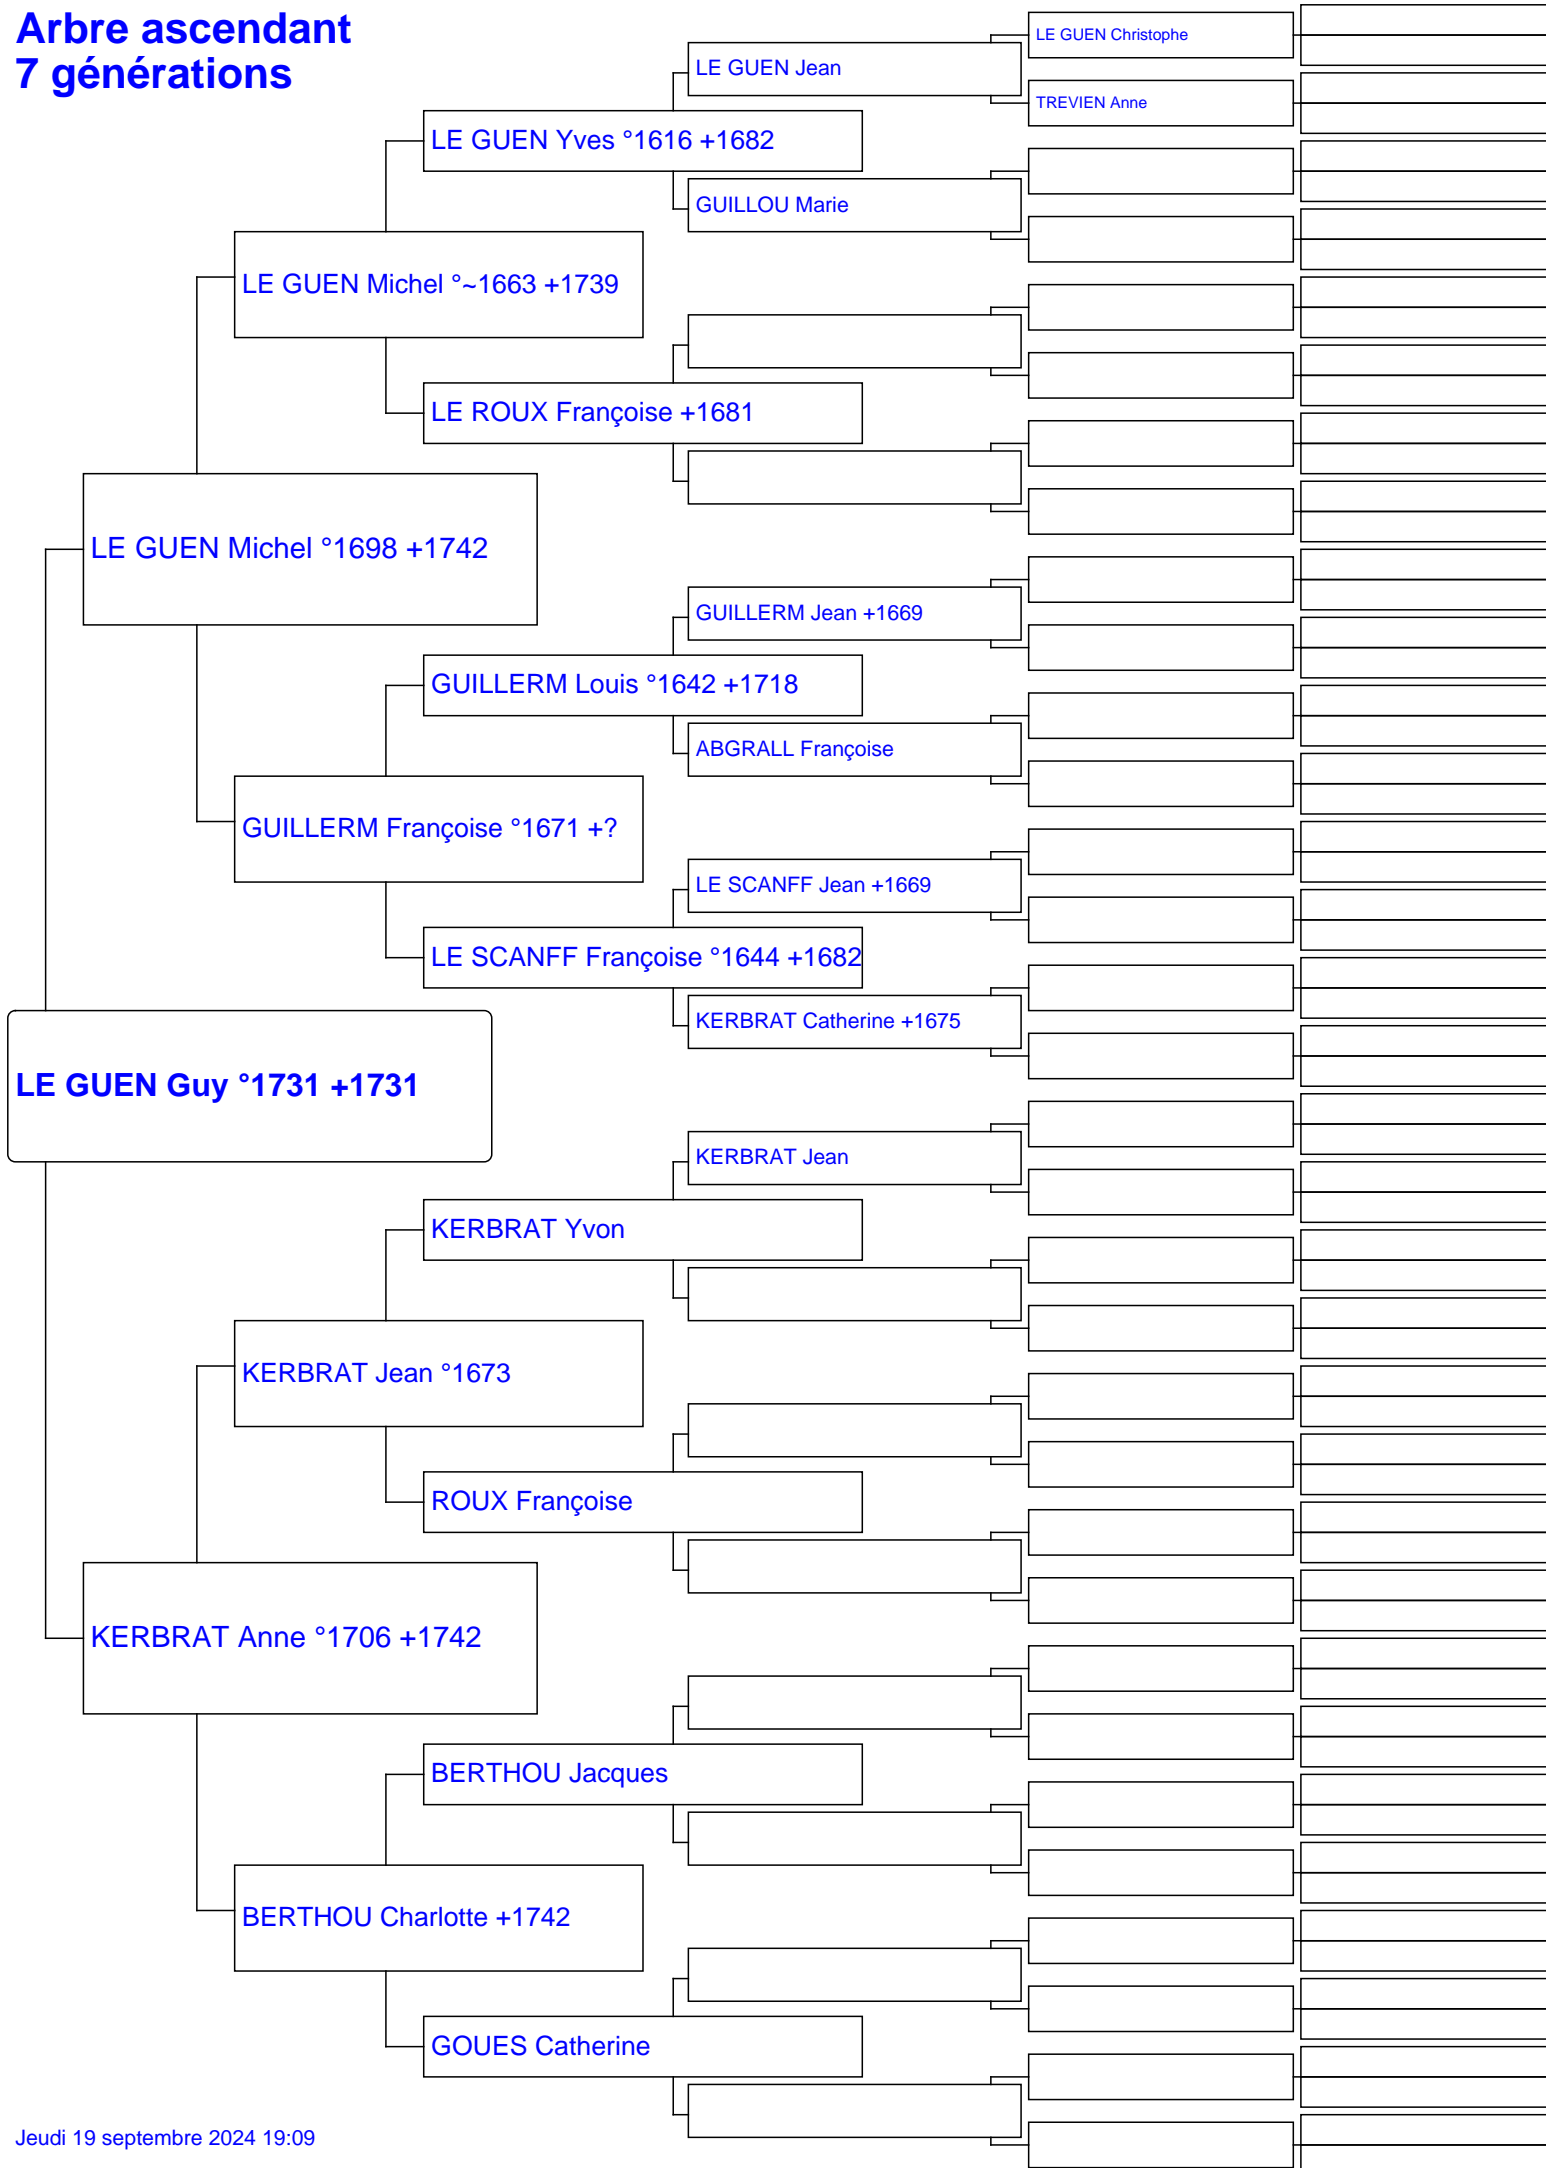 Arbre ascendant
7 générations
LE GUEN Christophe
LE GUEN Jean
TREVIEN Anne
LE GUEN Yves °1616 +1682
GUILLOU Marie
LE GUEN Michel °~1663 +1739
LE ROUX Françoise +1681
LE GUEN Michel °1698 +1742
GUILLERM Jean +1669
GUILLERM Louis °1642 +1718
ABGRALL Françoise
GUILLERM Françoise °1671 +?
LE SCANFF Jean +1669
LE SCANFF Françoise °1644 +1682
KERBRAT Catherine +1675
LE GUEN Guy °1731 +1731
KERBRAT Jean
KERBRAT Yvon
KERBRAT Jean °1673
ROUX Françoise
KERBRAT Anne °1706 +1742
BERTHOU Jacques
BERTHOU Charlotte +1742
GOUES Catherine
Jeudi 19 septembre 2024 19:09